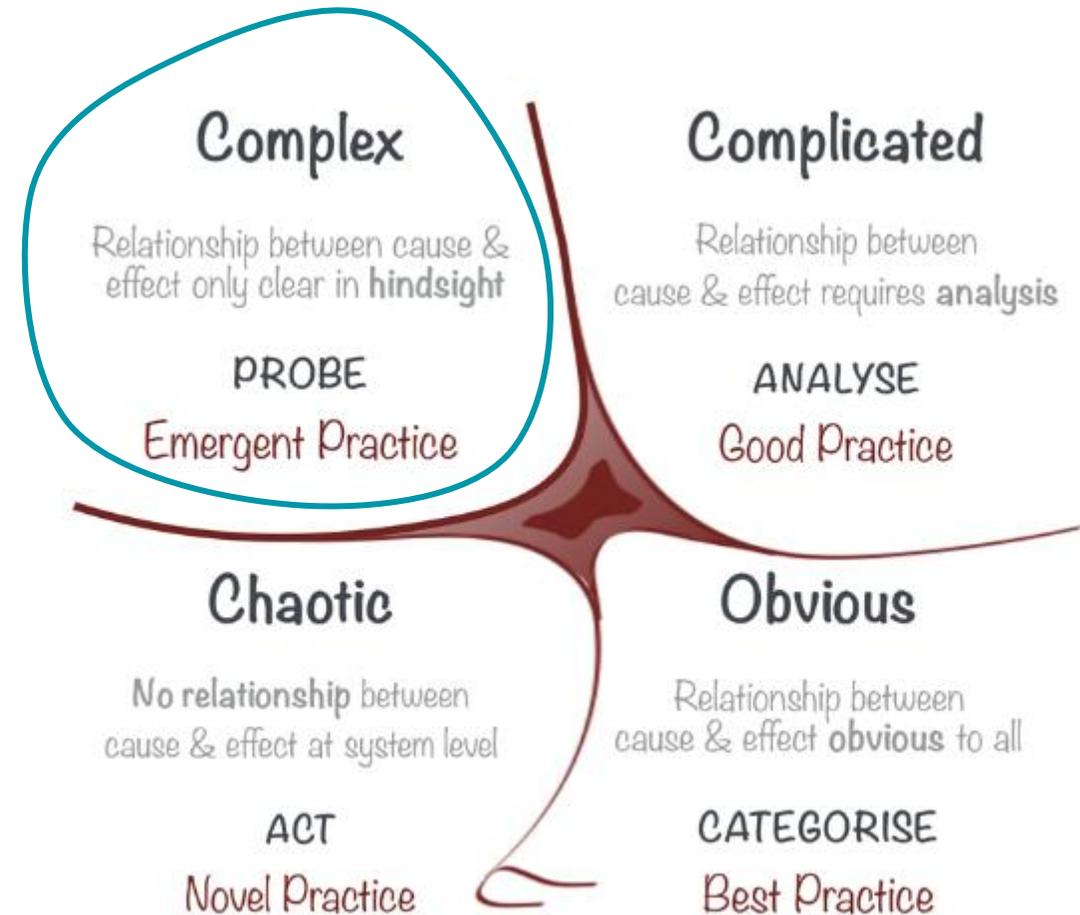 Complex
Relationship between cause &
effect only clear in hindsight
PROBE
Emergent Practice
Complicated
Relationship between
cause & effect requires analysis
ANALYSE
Good Practice
Chaotic
No relationship between
cause & effect at system level
ACT
Novel Practice
Obvious
Relationship between
cause & effect obvious to all
CATEGORISE
Best Practice